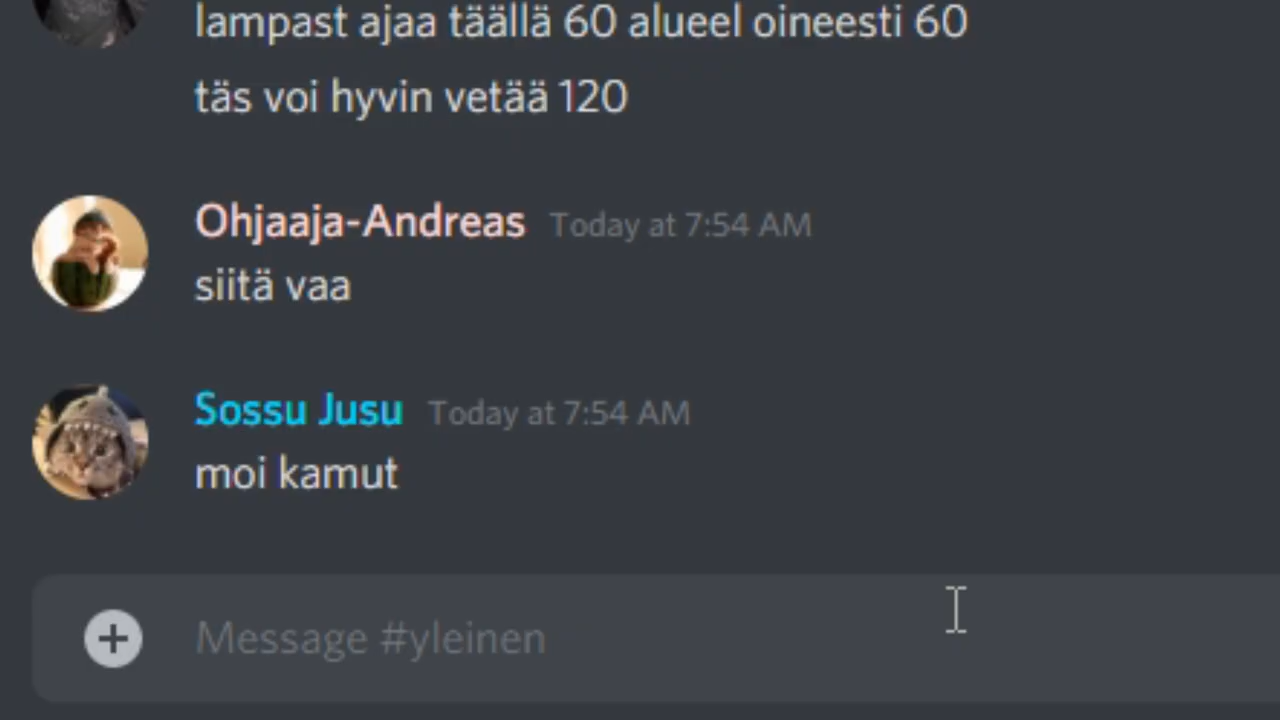 lampast ajaa täällä 60 alueel oineesti 60
täs voi hyvin vetää 120
Ohjaaja-Andreas Today at 7:54 AM
siitä vaa
Sossu Jusu Today at 7:54 AM
moi kamut
Message #yleinen